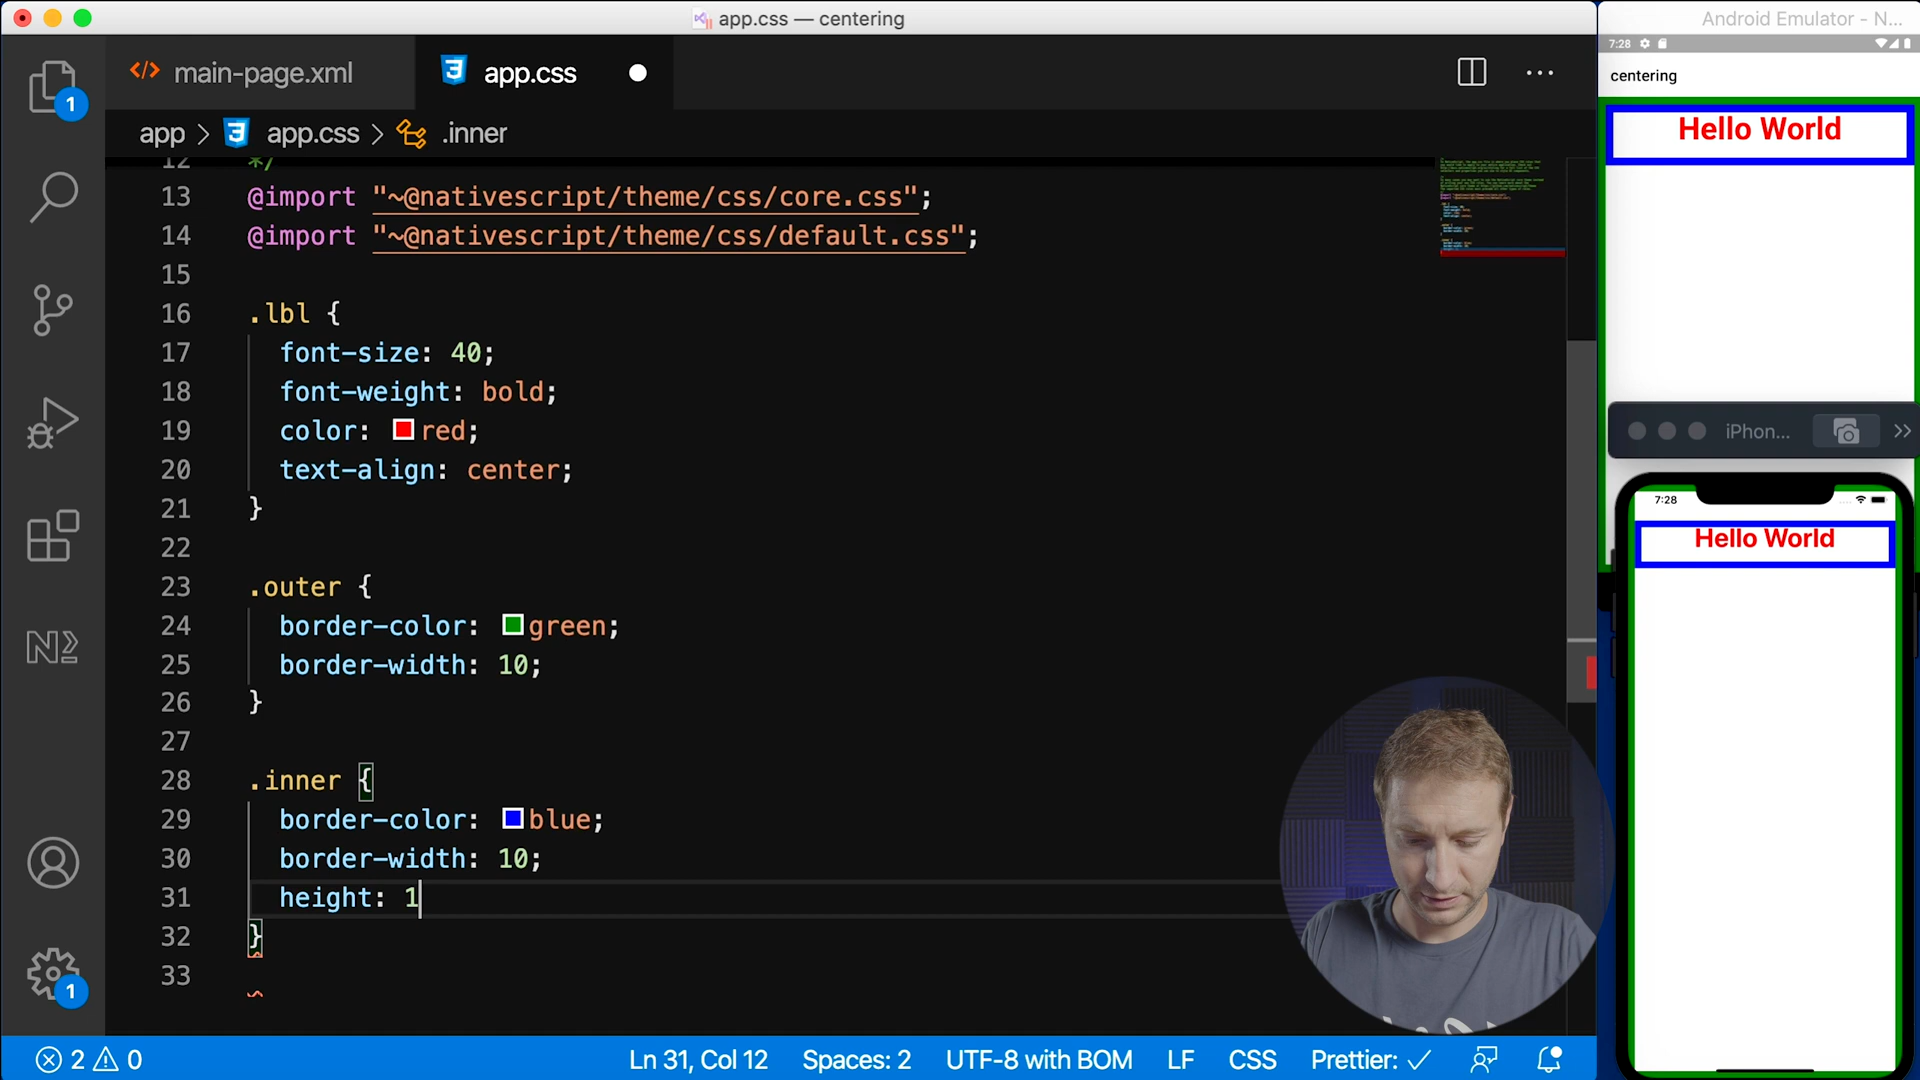 app.css — centering
Android Emulator - N...
7:28
centering
main-page.xml
app.css
1
app > app.css > .inner
12 */
13 @import "~@nativescript/theme/css/core.css";
14 @import "~@nativescript/theme/css/default.css";
15
16 .lbl {
17 font-size: 40;
18 font-weight: bold;
19 color: red;
20 text-align: center;
21 }
22
23 .outer {
24 border-color: green;
25 border-width: 10;
26 }
27
28 .inner {
29 border-color: blue;
30 border-width: 10;
31 height: 1
32 }
33
1
Hello World
iPhon...
7:28
Hello World
2 0
Ln 31, Col 12
Spaces: 2
UTF-8 with BOM
LF
CSS
Prettier: ✓